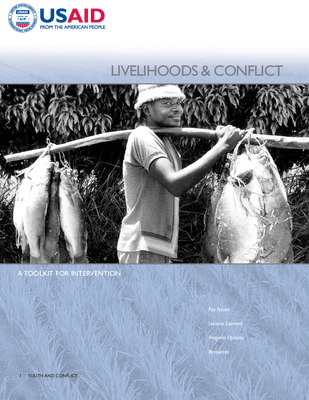 USAID
FROM THE AMERICAN PEOPLE
LIVELIHOODS & CONFLICT
A TOOLKIT FOR INTERVENTION
Key Issues
Lessons Learned
Program Options
Resources
YOUTH AND CONFLICT